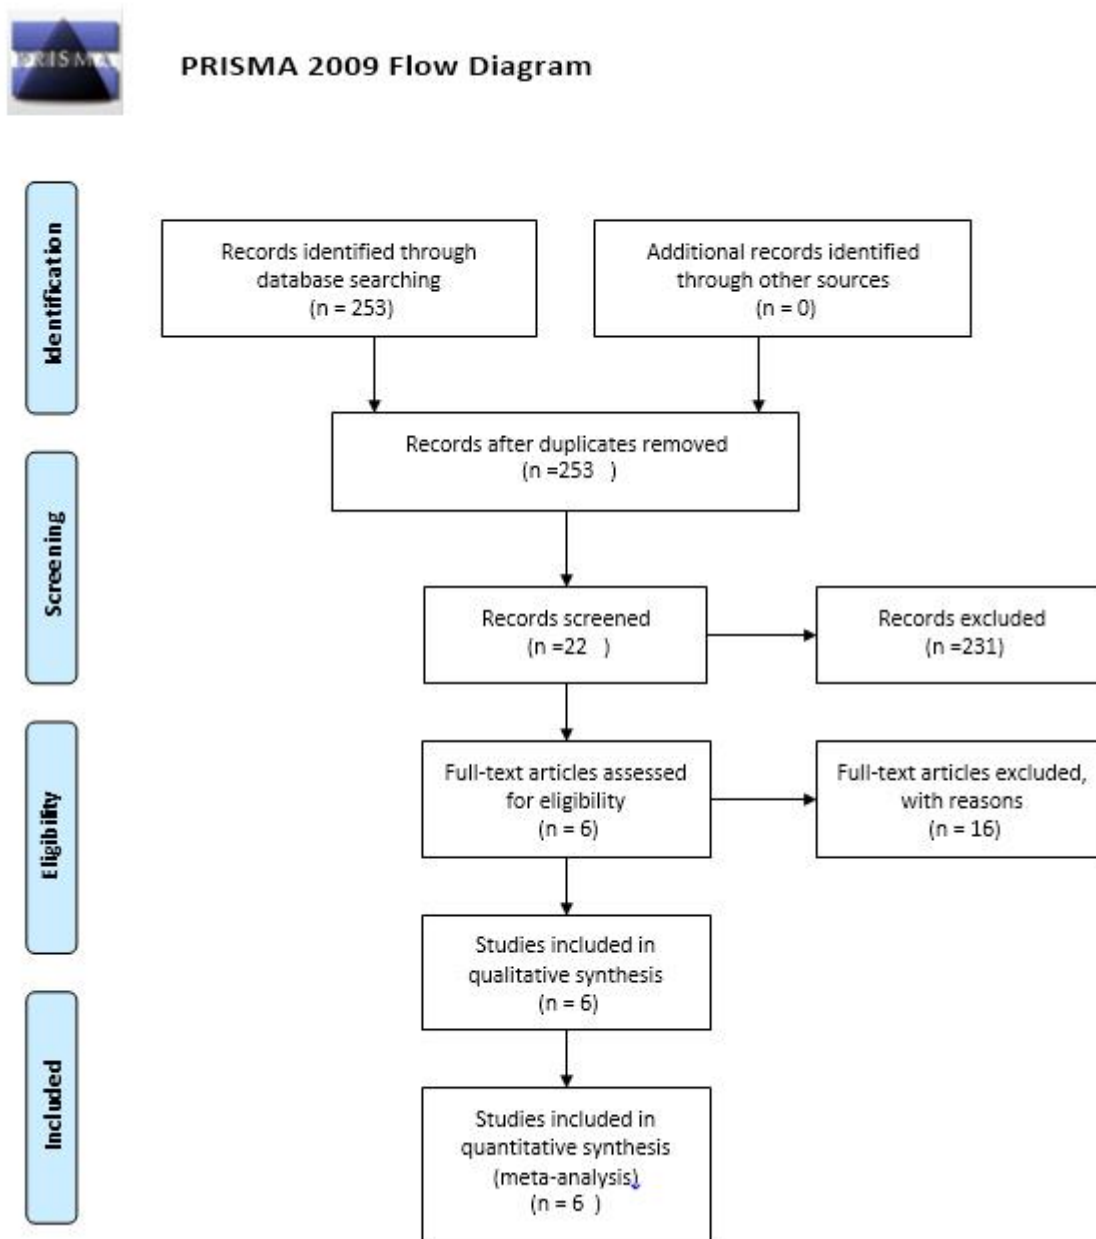 PRISMA
PRISMA 2009 Flow Diagram
Identification
Records identified through
database searching
(n = 253)
Additional records identified
through other sources
(n = 0)
Records after duplicates removed
(n =253 )
Screening
Records screened
(n =22 )
Records excluded
(n =231)
Eligibility
Full-text articles assessed
for eligibility
(n = 6)
Full-text articles excluded,
with reasons
(n = 16)
Studies included in
qualitative synthesis
(n = 6)
Included
Studies included in
quantitative synthesis
(meta-analysis)
(n = 6 )